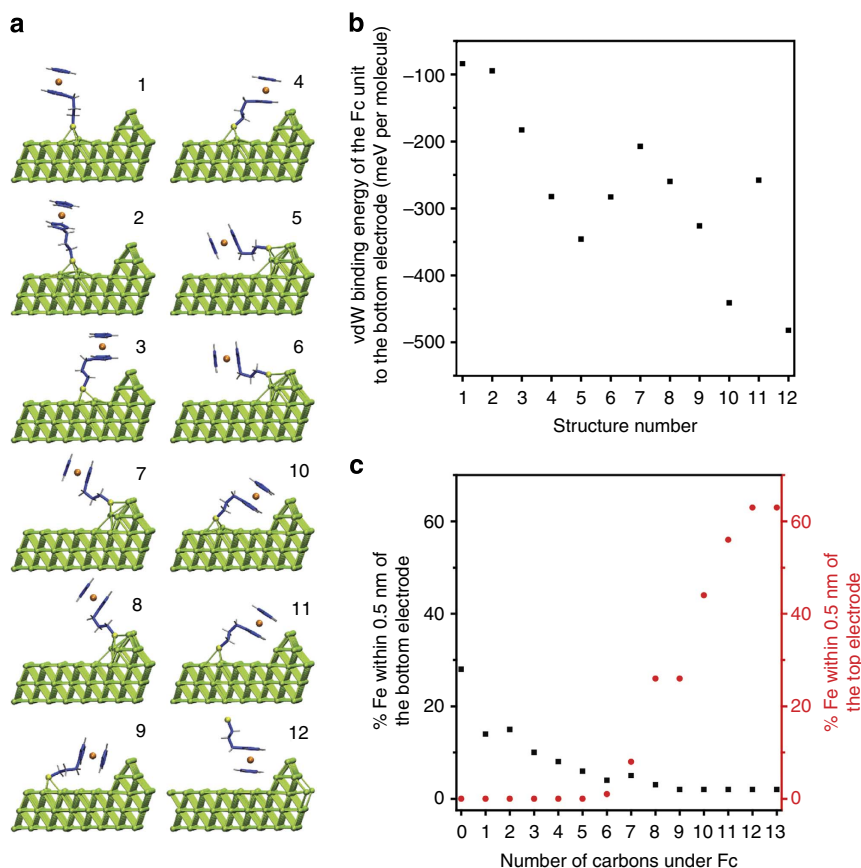 a
1
4
2
5
3
6
7
10
8
11
9
12
b
vdW binding energy of the Fc unit
to the bottom electrode (meV per molecule)
−100
−200
−300
−400
−500
1 2 3 4 5 6 7 8 9 10 11 12
Structure number
c
% Fe within 0.5 nm of
the bottom electrode
60
40
20
0
60
40
20
0
% Fe within 0.5 nm of
the top electrode
0 1 2 3 4 5 6 7 8 9 10 11 12 13
Number of carbons under Fc